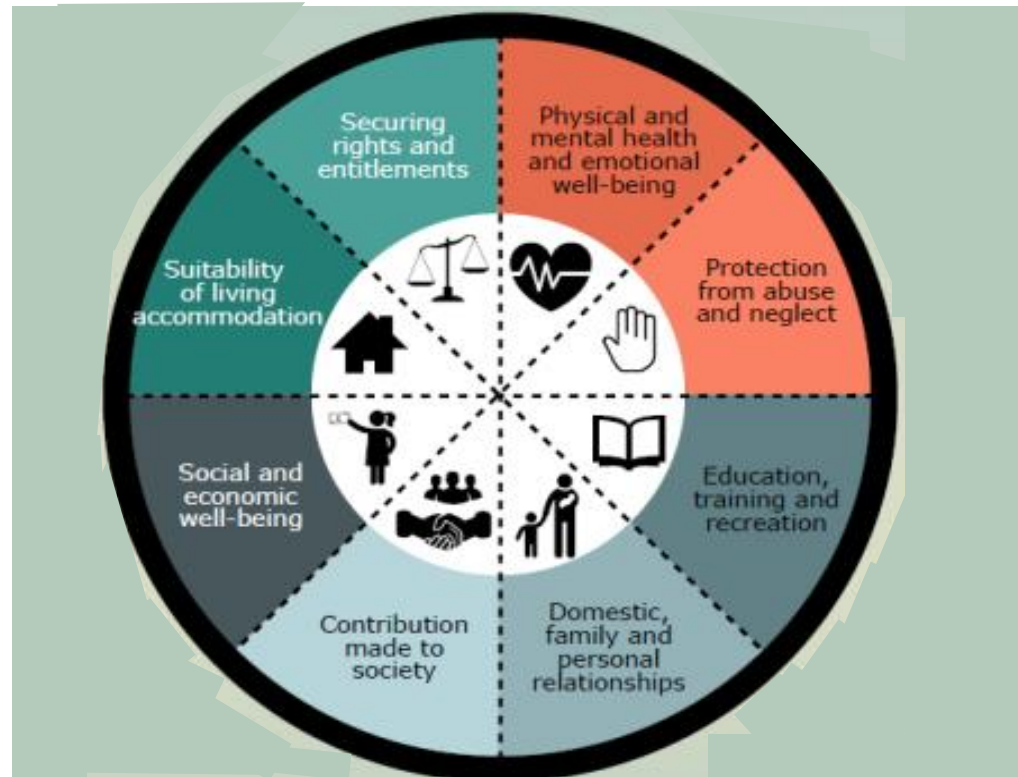 Physical and
mental health
and emotional
well-being
Protection
from abuse
and neglect
Education,
training and
recreation
Domestic,
family and
personal
relationships
Contribution
made to
society
Social and
economic
well-being
Suitability
of living
accommodation
Securing
rights and
entitlements